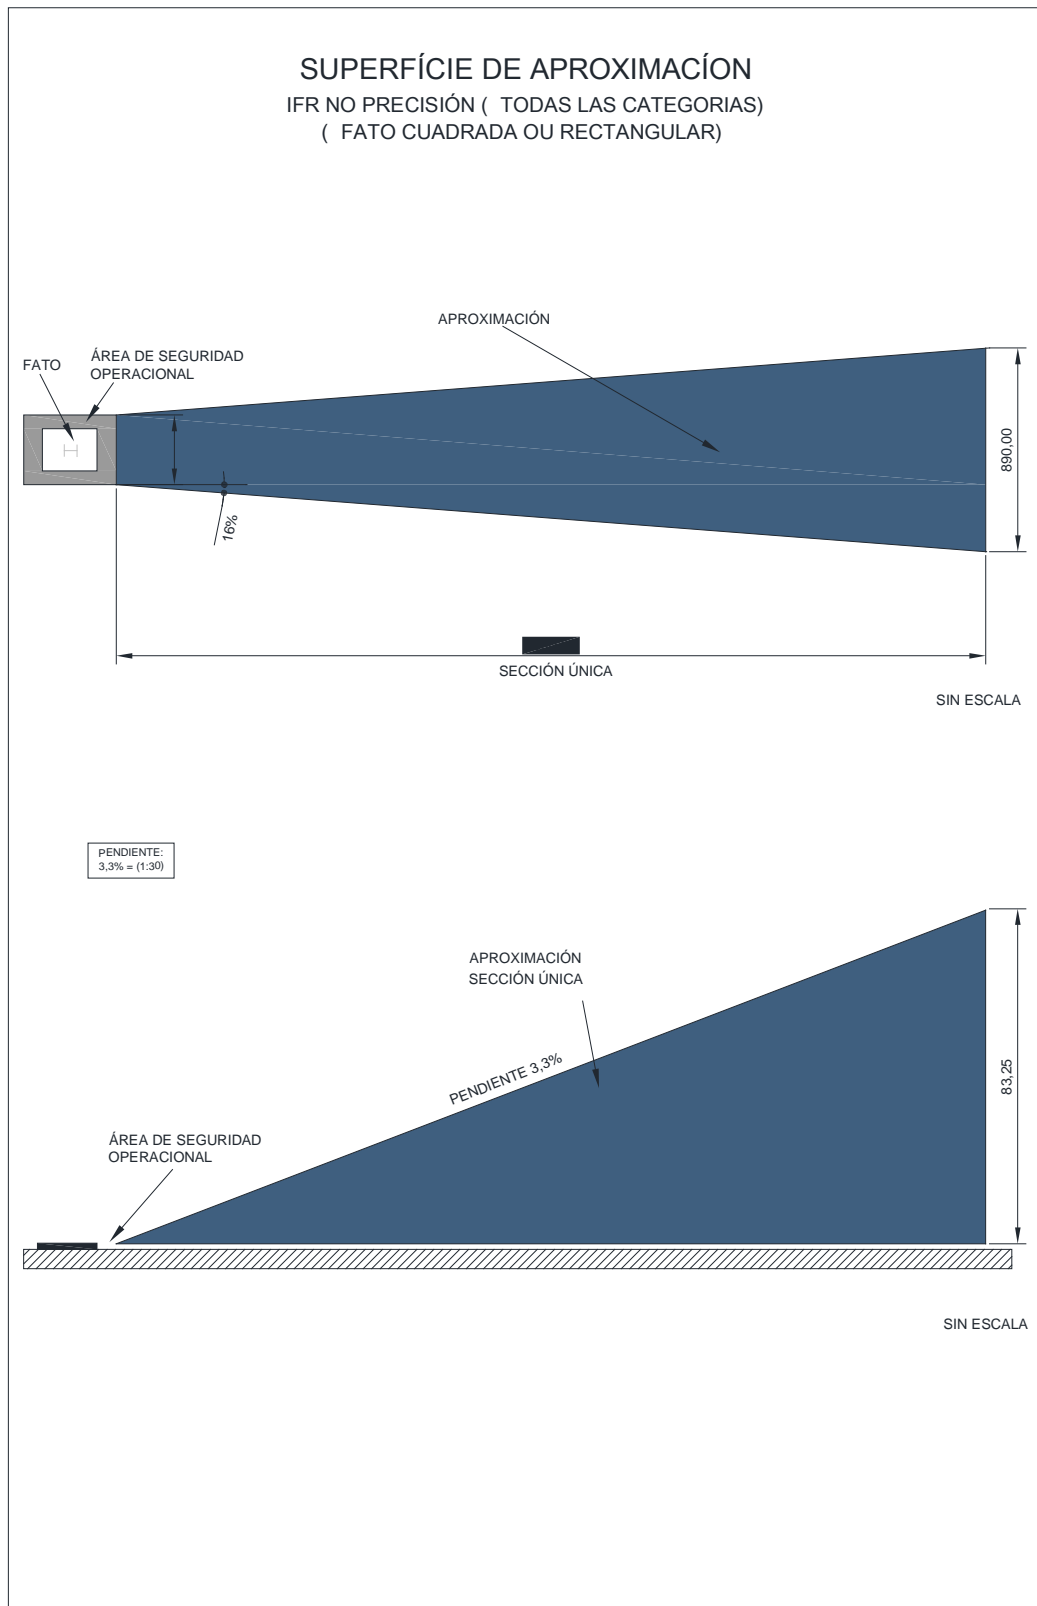 SUPERFÍCIE DE APROXIMACÍON
IFR NO PRECISIÓN ( TODAS LAS CATEGORIAS)
( FATO CUADRADA OU RECTANGULAR)
APROXIMACIÓN
ÁREA DE SEGURIDAD
OPERACIONAL
FATO
H
890,00
16%
SECCIÓN ÚNICA
SIN ESCALA
PENDIENTE:
3,3% = (1:30)
APROXIMACIÓN
SECCIÓN ÚNICA
PENDIENTE 3,3%
83,25
ÁREA DE SEGURIDAD
OPERACIONAL
SIN ESCALA